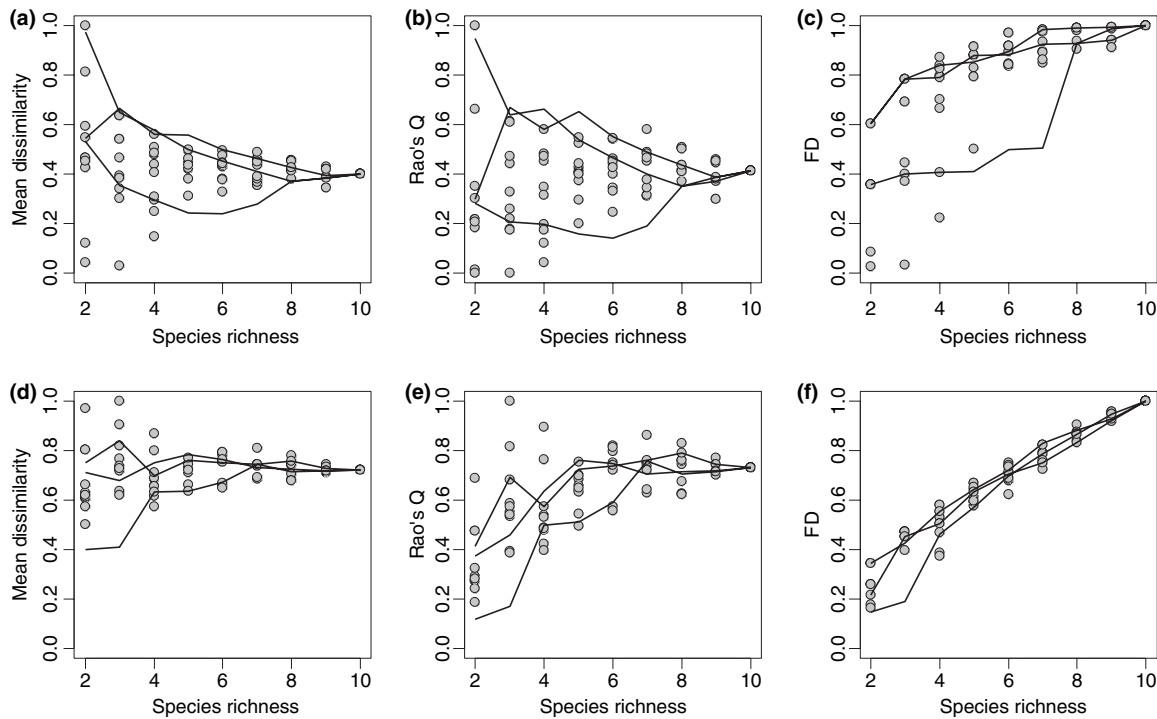 (a)
Mean dissimilarity
0.0 0.2 0.4 0.6 0.8 1.0
2 4 6 8 10
Species richness
(b)
Rao's Q
0.0 0.2 0.4 0.6 0.8 1.0
2 4 6 8 10
Species richness
(c)
FD
0.0 0.2 0.4 0.6 0.8 1.0
2 4 6 8 10
Species richness
(d)
Mean dissimilarity
0.0 0.2 0.4 0.6 0.8 1.0
2 4 6 8 10
Species richness
(e)
Rao's Q
0.0 0.2 0.4 0.6 0.8 1.0
2 4 6 8 10
Species richness
(f)
FD
0.0 0.2 0.4 0.6 0.8 1.0
2 4 6 8 10
Species richness